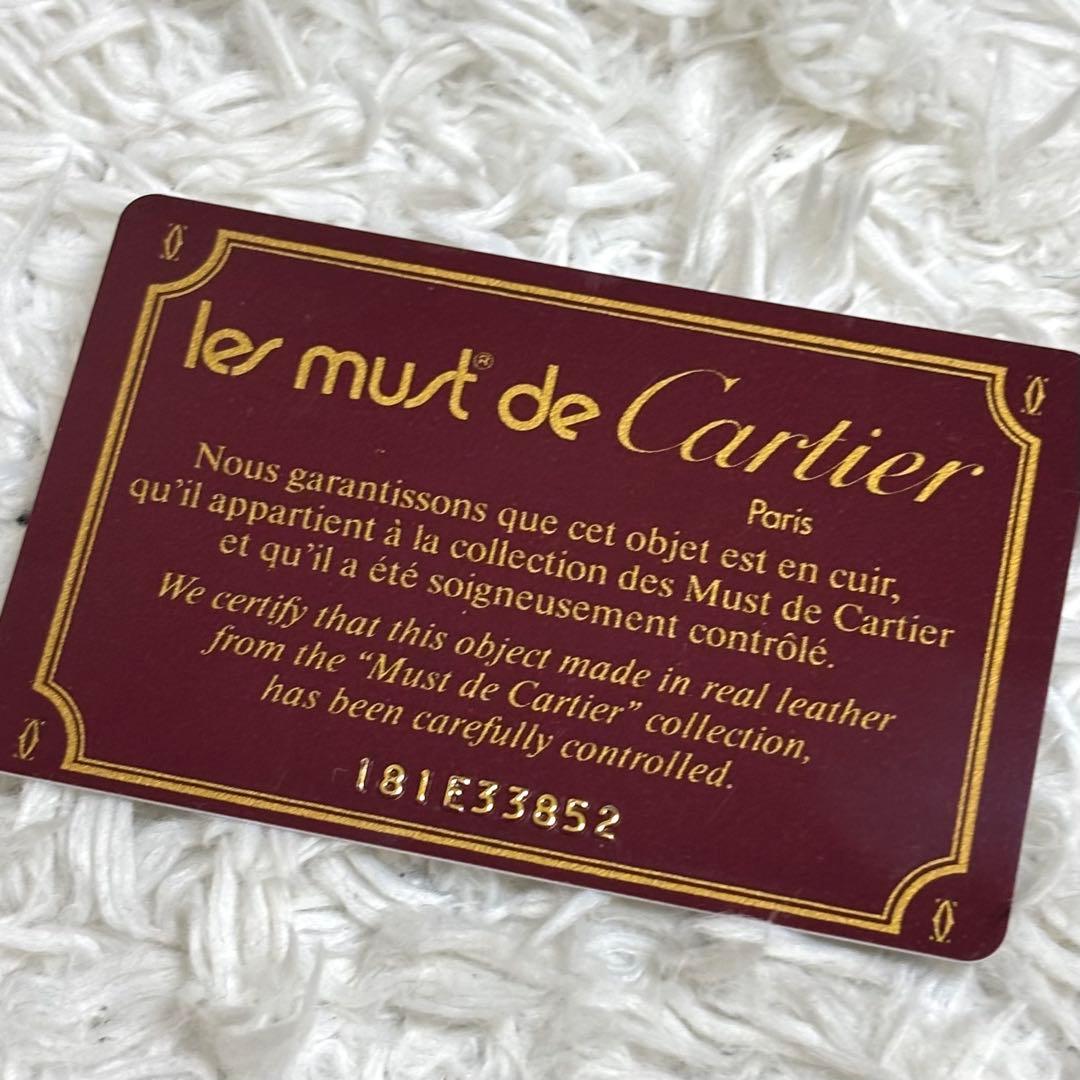 les must® de Cartier
Paris
Nous garantissons que cet objet est en cuir,
qu'il appartient à la collection des Must de Cartier
et qu'il a été soigneusement contrôlé.
We certify that this object made in real leather
from the “Must de Cartier” collection,
has been carefully controlled.
181E33852